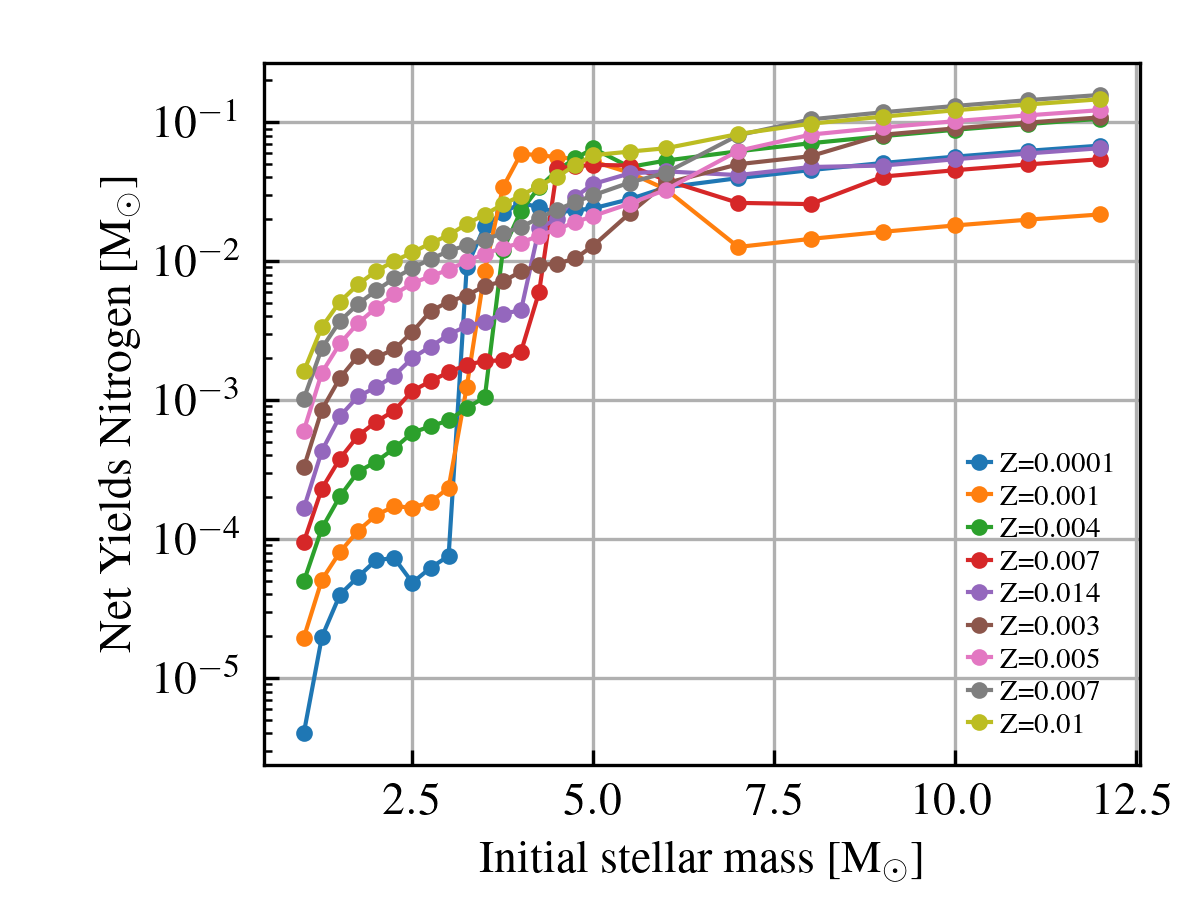 Net Yields Nitrogen [M⊙]
10⁻¹
10⁻²
10⁻³
10⁻⁴
10⁻⁵
Z=0.0001
Z=0.001
Z=0.004
Z=0.007
Z=0.014
Z=0.003
Z=0.005
Z=0.007
Z=0.01
2.5 5.0 7.5 10.0 12.5
Initial stellar mass [M⊙]